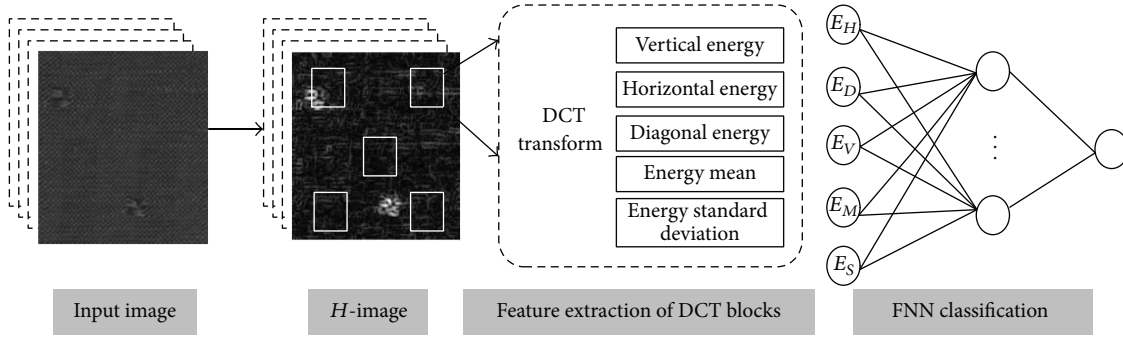 DCT
transform
Vertical energy
Horizontal energy
Diagonal energy
Energy mean
Energy standard
deviation
E_H
E_D
E_V
E_M
E_S
⋮
Input image
H-image
Feature extraction of DCT blocks
FNN classification